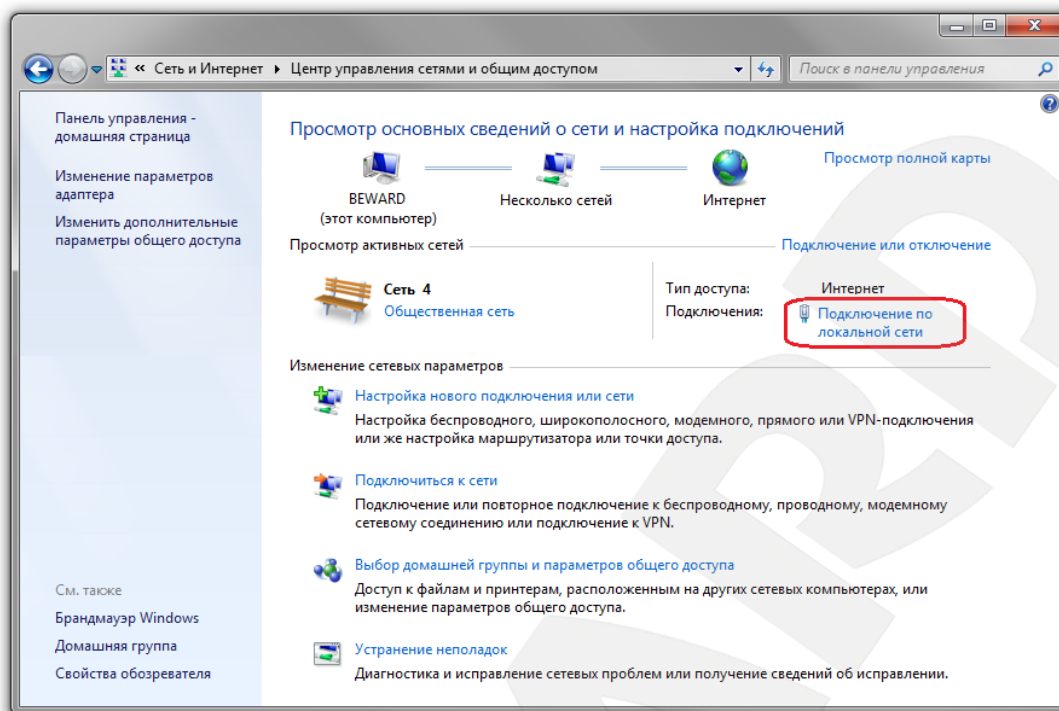 « Сеть и Интернет ▸ Центр управления сетями и общим доступом
Поиск в панели управления
Панель управления -
домашняя страница
Изменение параметров
адаптера
Изменить дополнительные
параметры общего доступа
Просмотр основных сведений о сети и настройка подключений
Просмотр полной карты
BEWARD
(этот компьютер)
Несколько сетей
Интернет
Просмотр активных сетей
Подключение или отключение
Сеть 4
Общественная сеть
Тип доступа: Интернет
Подключения: Подключение по
локальной сети
Изменение сетевых параметров
Настройка нового подключения или сети
Настройка беспроводного, широкополосного, модемного, прямого или VPN-подключения
или же настройка маршрутизатора или точки доступа.
Подключиться к сети
Подключение или повторное подключение к беспроводному, проводному, модемному
сетевому соединению или подключение к VPN.
Выбор домашней группы и параметров общего доступа
Доступ к файлам и принтерам, расположенным на других сетевых компьютерах, или
изменение параметров общего доступа.
Устранение неполадок
Диагностика и исправление сетевых проблем или получение сведений об исправлении.
См. также
Брандмауэр Windows
Домашняя группа
Свойства обозревателя